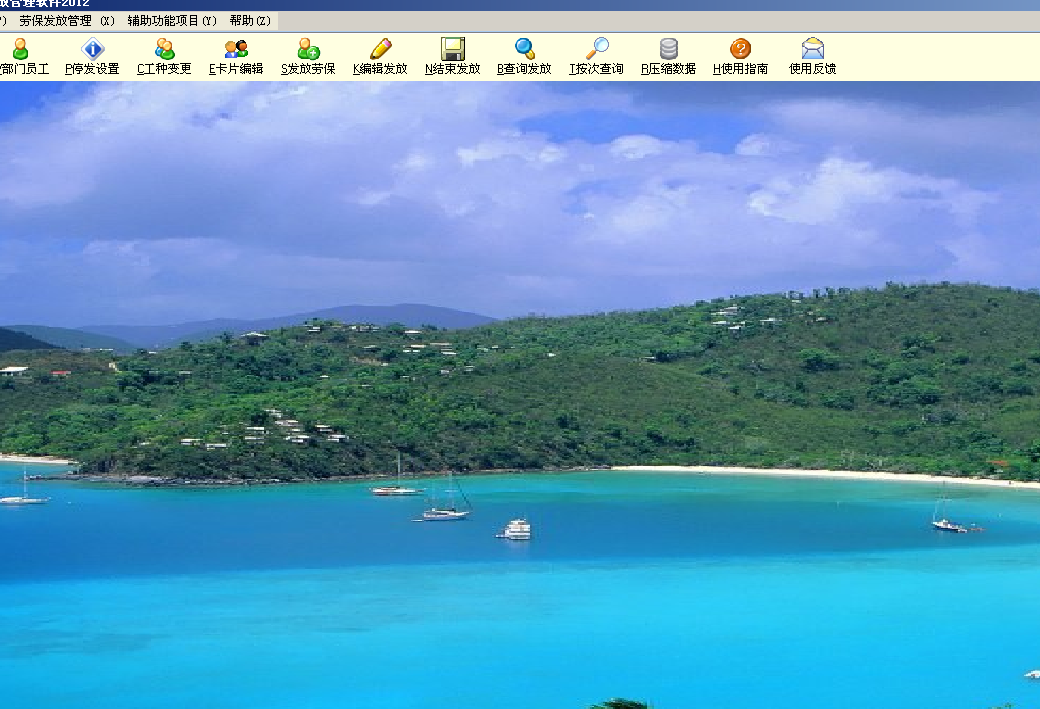 管理软件2012
劳保发放管理 (X) 辅助功能项目(Y) 帮助(Z)
部门员工 P停发设置 C工种变更 E卡片编辑 S发放劳保 K编辑发放 N结束发放 B查询发放 T按次查询 R压缩数据 H使用指南 使用反馈